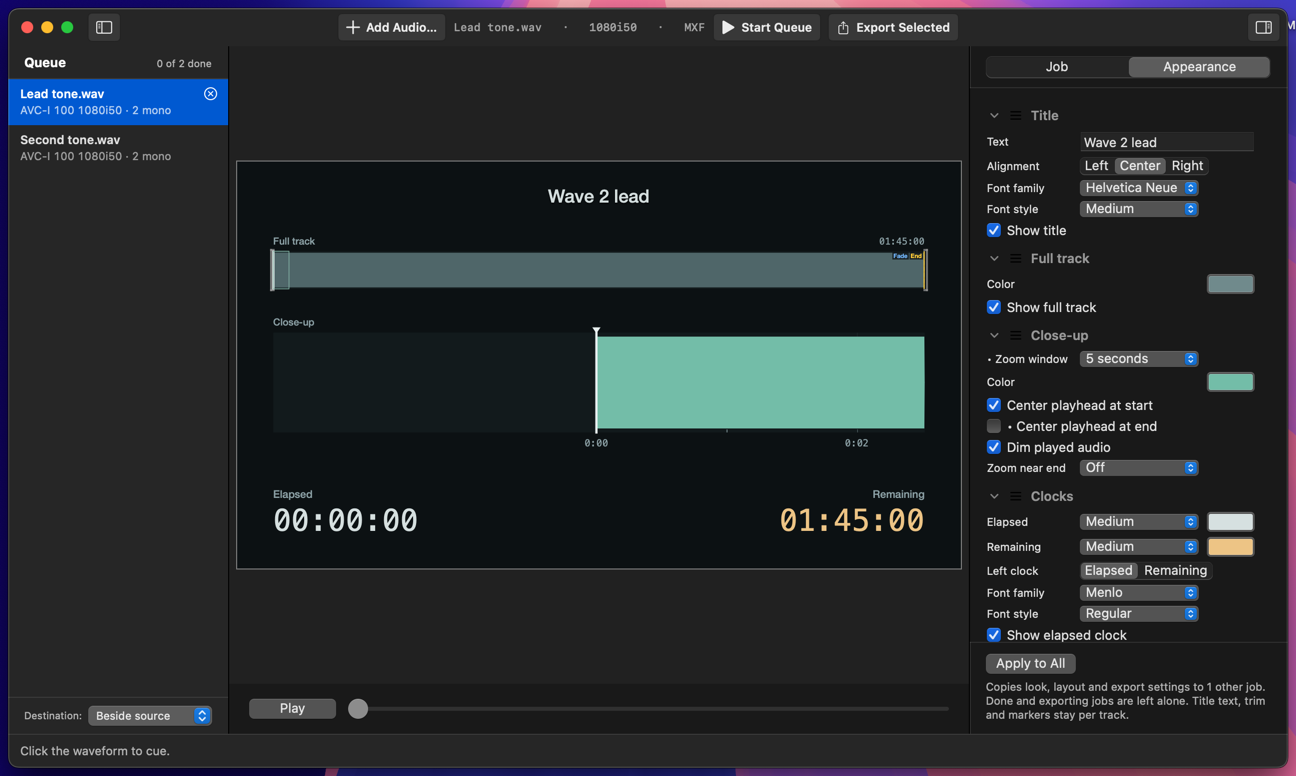 Add Audio...
Lead tone.wav · 1080i50 · MXF
Start Queue
Export Selected
Queue
0 of 2 done
Lead tone.wav
AVC-I 100 1080i50 · 2 mono
Second tone.wav
AVC-I 100 1080i50 · 2 mono
Destination: Beside source
Click the waveform to cue.
Wave 2 lead
Full track 01:45:00
Fade End
Close-up
0:00 0:02
Elapsed Remaining
00:00:00 01:45:00
Play
Job Appearance
Title
Text Wave 2 lead
Alignment Left Center Right
Font family Helvetica Neue
Font style Medium
Show title
Full track
Color
Show full track
Close-up
• Zoom window 5 seconds
Color
Center playhead at start
• Center playhead at end
Dim played audio
Zoom near end Off
Clocks
Elapsed Medium
Remaining Medium
Left clock Elapsed Remaining
Font family Menlo
Font style Regular
Show elapsed clock
Apply to All
Copies look, layout and export settings to 1 other job.
Done and exporting jobs are left alone. Title text, trim
and markers stay per track.